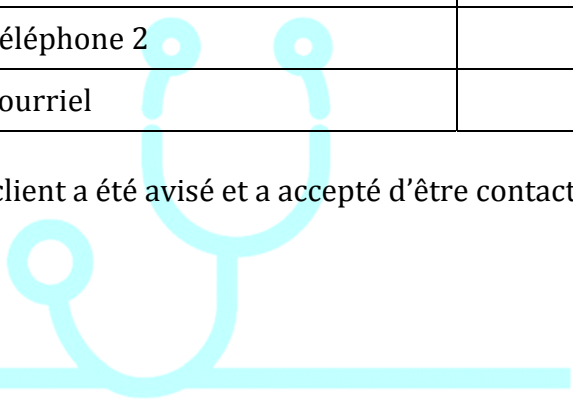 éléphone 2
ourriel
client a été avisé et a accepté d’être contact